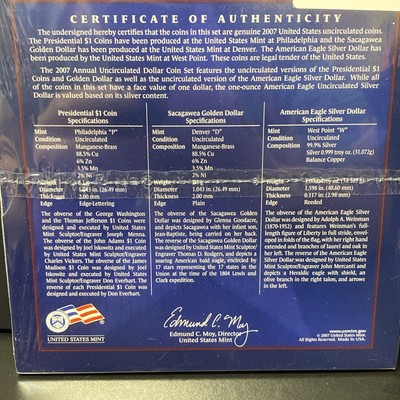 CERTIFICATE OF AUTHENTICITY
The undersigned hereby certifies that the coins in this set are genuine 2007 United States uncirculated coins.
The Presidential $1 Coins have been produced at the United States Mint at Philadelphia and the Sacagawea
Golden Dollar has been produced at the United States Mint at Denver. The American Eagle Silver Dollar has
been produced by the United States Mint at West Point. These coins are legal tender of the United States.
The 2007 Annual Uncirculated Dollar Coin Set features the uncirculated versions of the Presidential $1
Coins and Golden Dollar as well as the uncirculated version of the American Eagle Silver Dollar. While all
of the coins in this set have a face value of one dollar, the one-ounce American Eagle Uncirculated Silver
Dollar is valued based on its silver content.
Presidential $1 Coin
Specifications
Mint Philadelphia "P"
Condition Uncirculated
Composition Manganese-Brass
88.5% Cu
6% Zn
3.5% Mn
2% Ni
Diameter 1.043 in. (26.49 mm)
Thickness 2.00 mm
Edge Edge-Lettering
The obverse of the George Washington
and the Thomas Jefferson $1 Coins were
designed and executed by United States
Mint Sculptor/Engraver Joseph Menna.
The obverse of the John Adams $1 Coin
was designed by Joel Iskowitz and executed
by United States Mint Sculptor/Engraver
Charles Vickers. The obverse of the James
Madison $1 Coin was designed by Joel
Iskowitz and executed by United States
Mint Sculptor/Engraver Don Everhart. The
reverse of each Presidential $1 Coin was
designed and executed by Don Everhart.
Sacagawea Golden Dollar
Specifications
Mint Denver "D"
Condition Uncirculated
Composition Manganese-Brass
88.5% Cu
6% Zn
3.5% Mn
2% Ni
Diameter 1.043 in. (26.49 mm)
Thickness 2.00 mm
Edge Plain
The obverse of the Sacagawea Golden
Dollar was designed by Glenna Goodacre,
and depicts Sacagawea with her infant son,
Jean-Baptiste, being carried on her back.
The reverse of the Sacagawea Golden Dollar
was designed by United States Mint Sculptor/
Engraver Thomas D. Rodgers, and depicts a
soaring American bald eagle, encircled by
17 stars representing the 17 states in the
Union at the time of the 1804 Lewis and
Clark expedition.
American Eagle Silver Dollar
Specifications
Mint West Point "W"
Condition Uncirculated
Composition 99.9% Silver
Silver 0.999 troy oz. (31.072g)
Balance Copper
Diameter 1.598 in. (40.60 mm)
Thickness 0.117 in. (2.98 mm)
Edge Reeded
The obverse of the American Eagle Silver
Dollar was designed by Adolph A. Weinman
(1870-1952) and features Weinman's full-
length figure of Liberty in full stride, envel-
oped in folds of the flag, with her right hand
extended and branches of laurel and oak in
her left. The reverse of the American Eagle
Silver Dollar was designed by United States
Mint Sculptor/Engraver John Mercanti and
depicts a Heraldic eagle with shield, an
olive branch in the right talon, and arrows
in the left.
Edmund C. Moy
Edmund C. Moy, Director
United States Mint
UNITED STATES MINT
www.usmint.gov
© 2007 United States Mint.
All Rights Reserved.